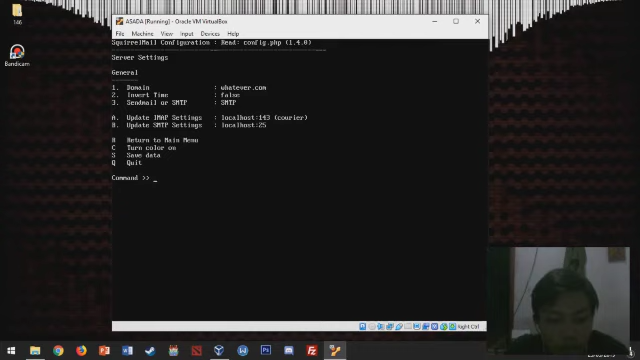 146
Bandicam
ASADA [Running] - Oracle VM VirtualBox
File Machine View Input Devices Help
SquirrelMail Configuration : Read: config.php (1.4.0)
Server Settings
General
1. Domain : whatever.com
2. Invert Time : false
3. Sendmail or SMTP : SMTP
A. Update IMAP Settings : localhost:143 (courier)
B. Update SMTP Settings : localhost:25
R Return to Main Menu
C Turn color on
S Save data
Q Quit
Command >> _
Right Ctrl